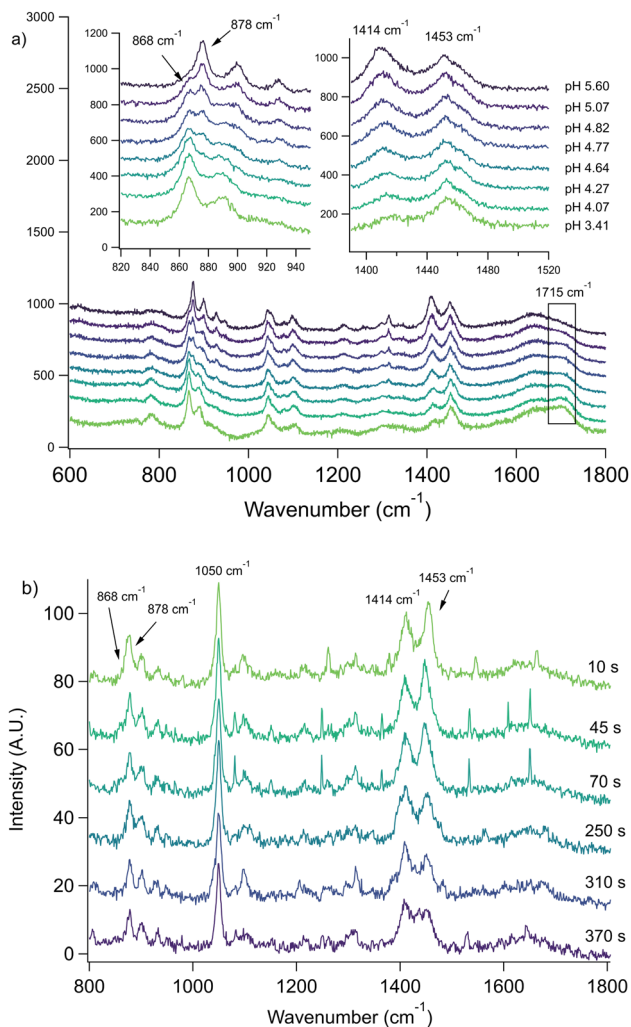 a)
3000
2500
2000
1500
1000
500
0
600
800
1000
1200
1400
1600
1800
Wavenumber (cm-1)
868 cm-1
878 cm-1
1200
1000
800
600
400
200
0
820
840
860
880
900
920
940
1414 cm-1
1453 cm-1
1000
800
600
400
200
1400
1440
1480
1520
pH 5.60
pH 5.07
pH 4.82
pH 4.77
pH 4.64
pH 4.27
pH 4.07
pH 3.41
1715 cm-1
b)
868 cm-1
878 cm-1
1050 cm-1
1414 cm-1
1453 cm-1
100
80
60
40
20
0
Intensity (A.U.)
10 s
45 s
70 s
250 s
310 s
370 s
800
1000
1200
1400
1600
1800
Wavenumber (cm-1)